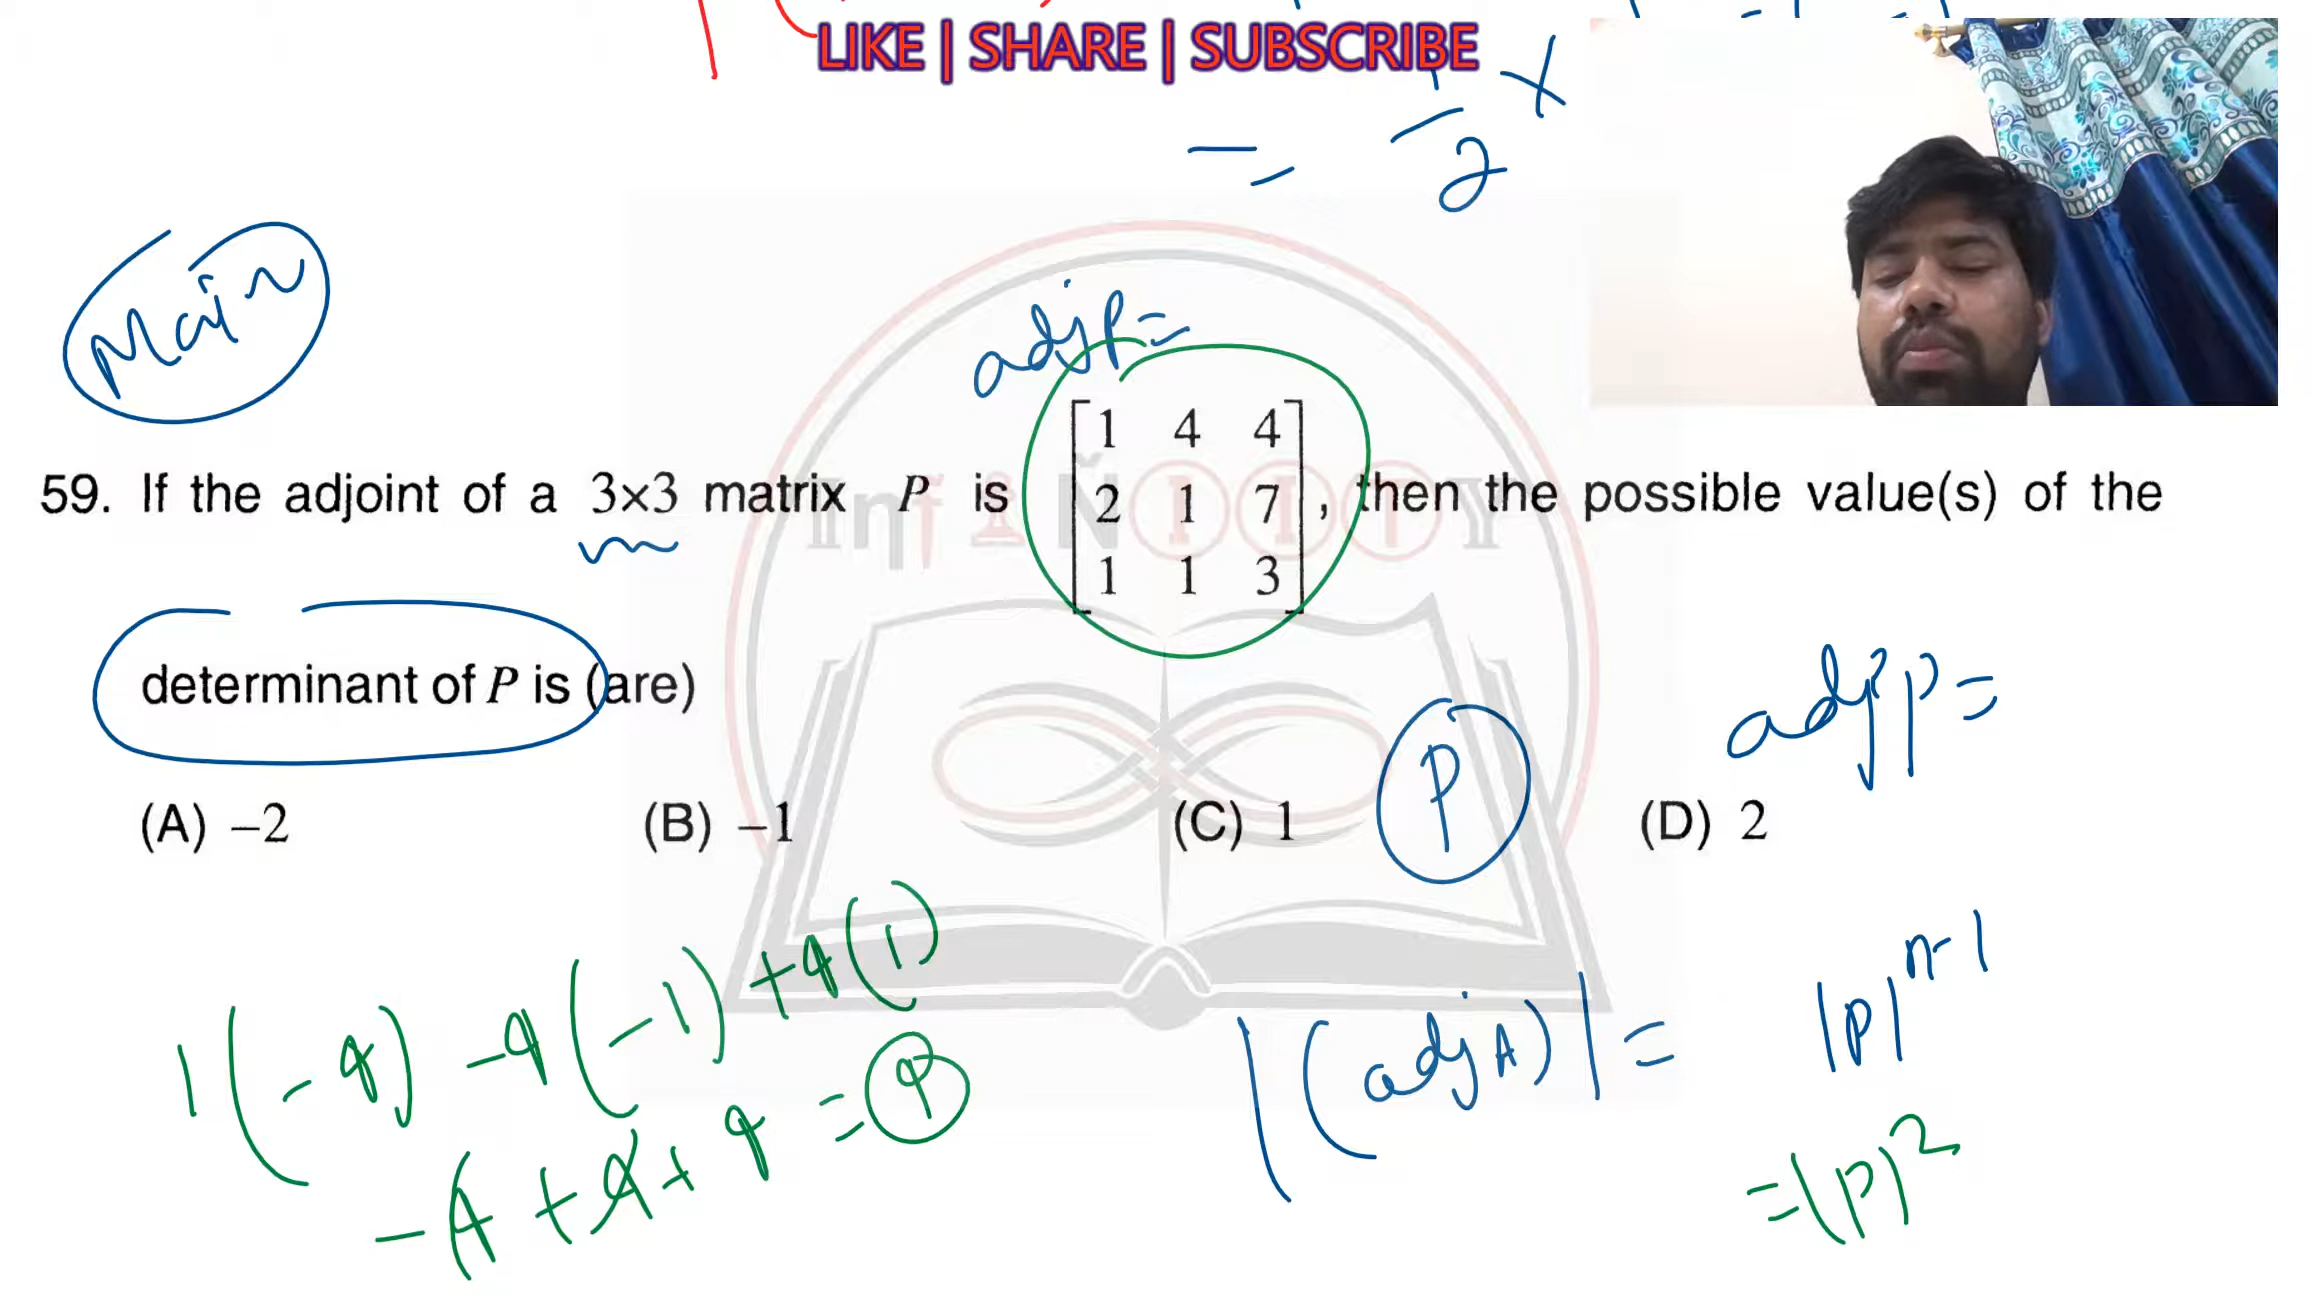 LIKE | SHARE | SUBSCRIBE
= 2 x
Main
adj P =
59. If the adjoint of a 3×3 matrix P is [1 4 4
2 1 7
1 1 3], then the possible value(s) of the
determinant of P is (are)
adj P =
P
(A) –2 (B) –1 (C) 1 (D) 2
1(-4) -4(-1) +4(1)
-4 + 4 + 4 = 4
|(adj A)| = |P|^n-1
= |P|^2